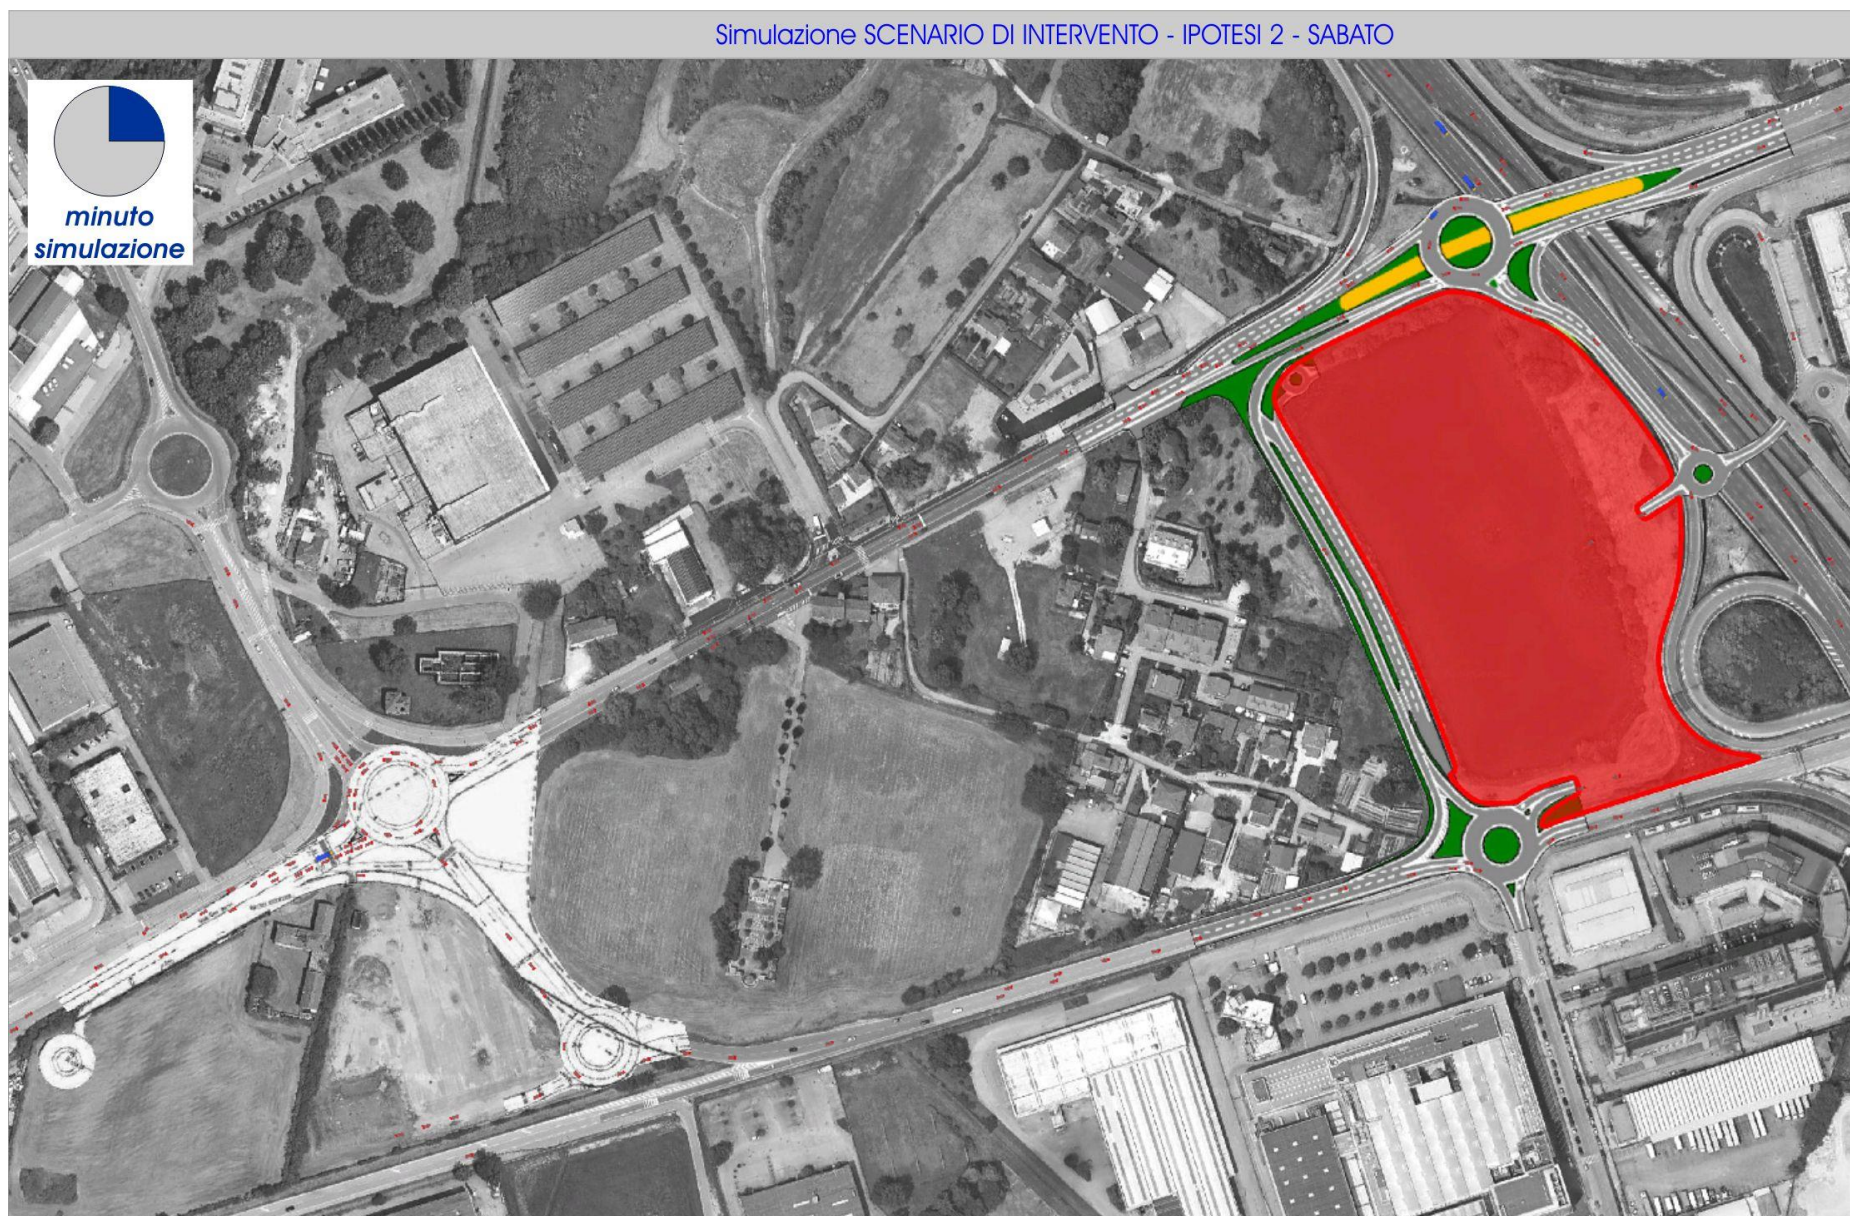 Simulazione SCENARIO DI INTERVENTO - IPOTESI 2 - SABATO
minuto
simulazione